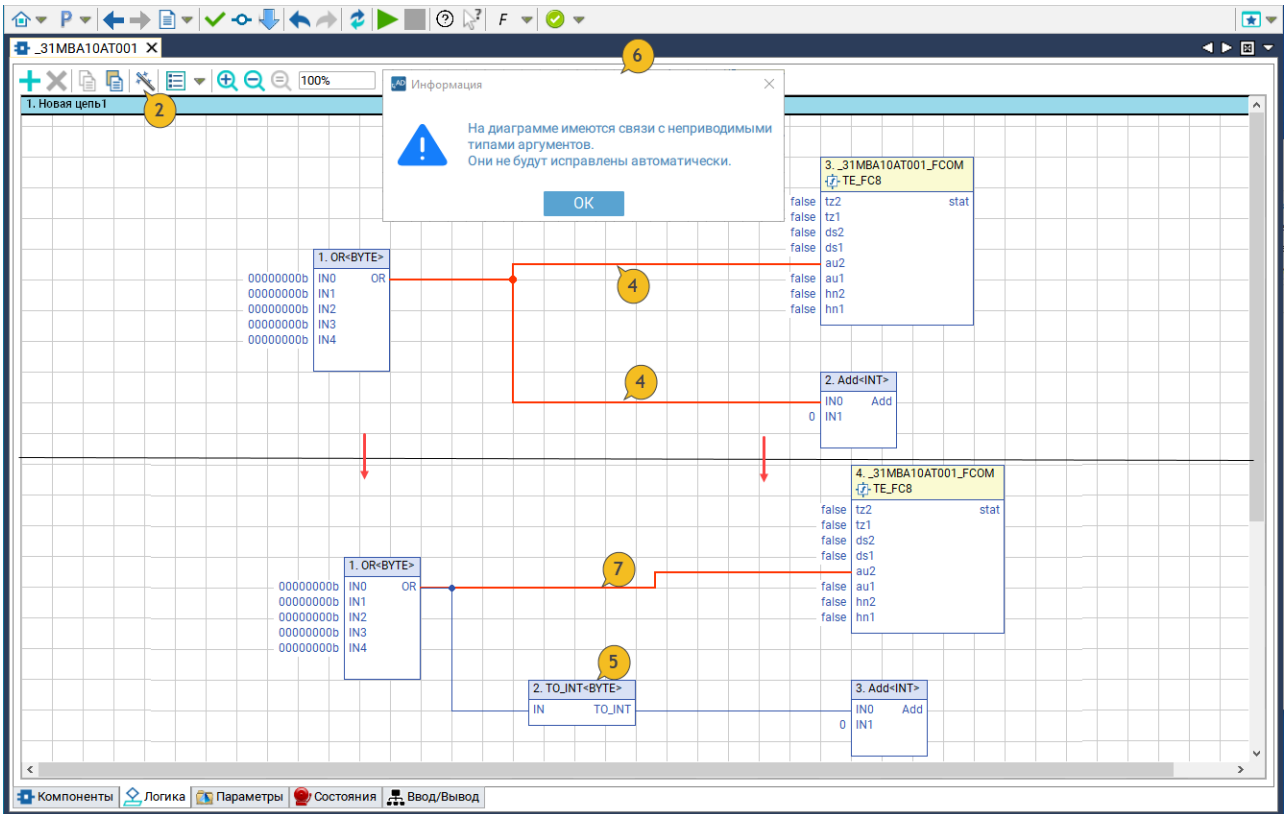 P
F
_31MBA10AT001
6
100%
2
1. Новая цепь1
Информация
На диаграмме имеются связи с неприводимыми
типами аргументов.
Они не будут исправлены автоматически.
OK
3. _31MBA10AT001_FCOM
TE_FC8
false tz2 stat
false tz1
false ds2
false ds1
au2
false au1
false hn2
false hn1
1. OR<BYTE>
00000000b IN0 OR
00000000b IN1
00000000b IN2
00000000b IN3
00000000b IN4
4
4
2. Add<INT>
IN0 Add
0 IN1
4. _31MBA10AT001_FCOM
TE_FC8
false tz2 stat
false tz1
false ds2
false ds1
au2
false au1
false hn2
false hn1
1. OR<BYTE>
00000000b IN0 OR
00000000b IN1
00000000b IN2
00000000b IN3
00000000b IN4
7
5
2. TO_INT<BYTE>
IN TO_INT
3. Add<INT>
IN0 Add
0 IN1
Компоненты Логика Параметры Состояния Ввод/Вывод